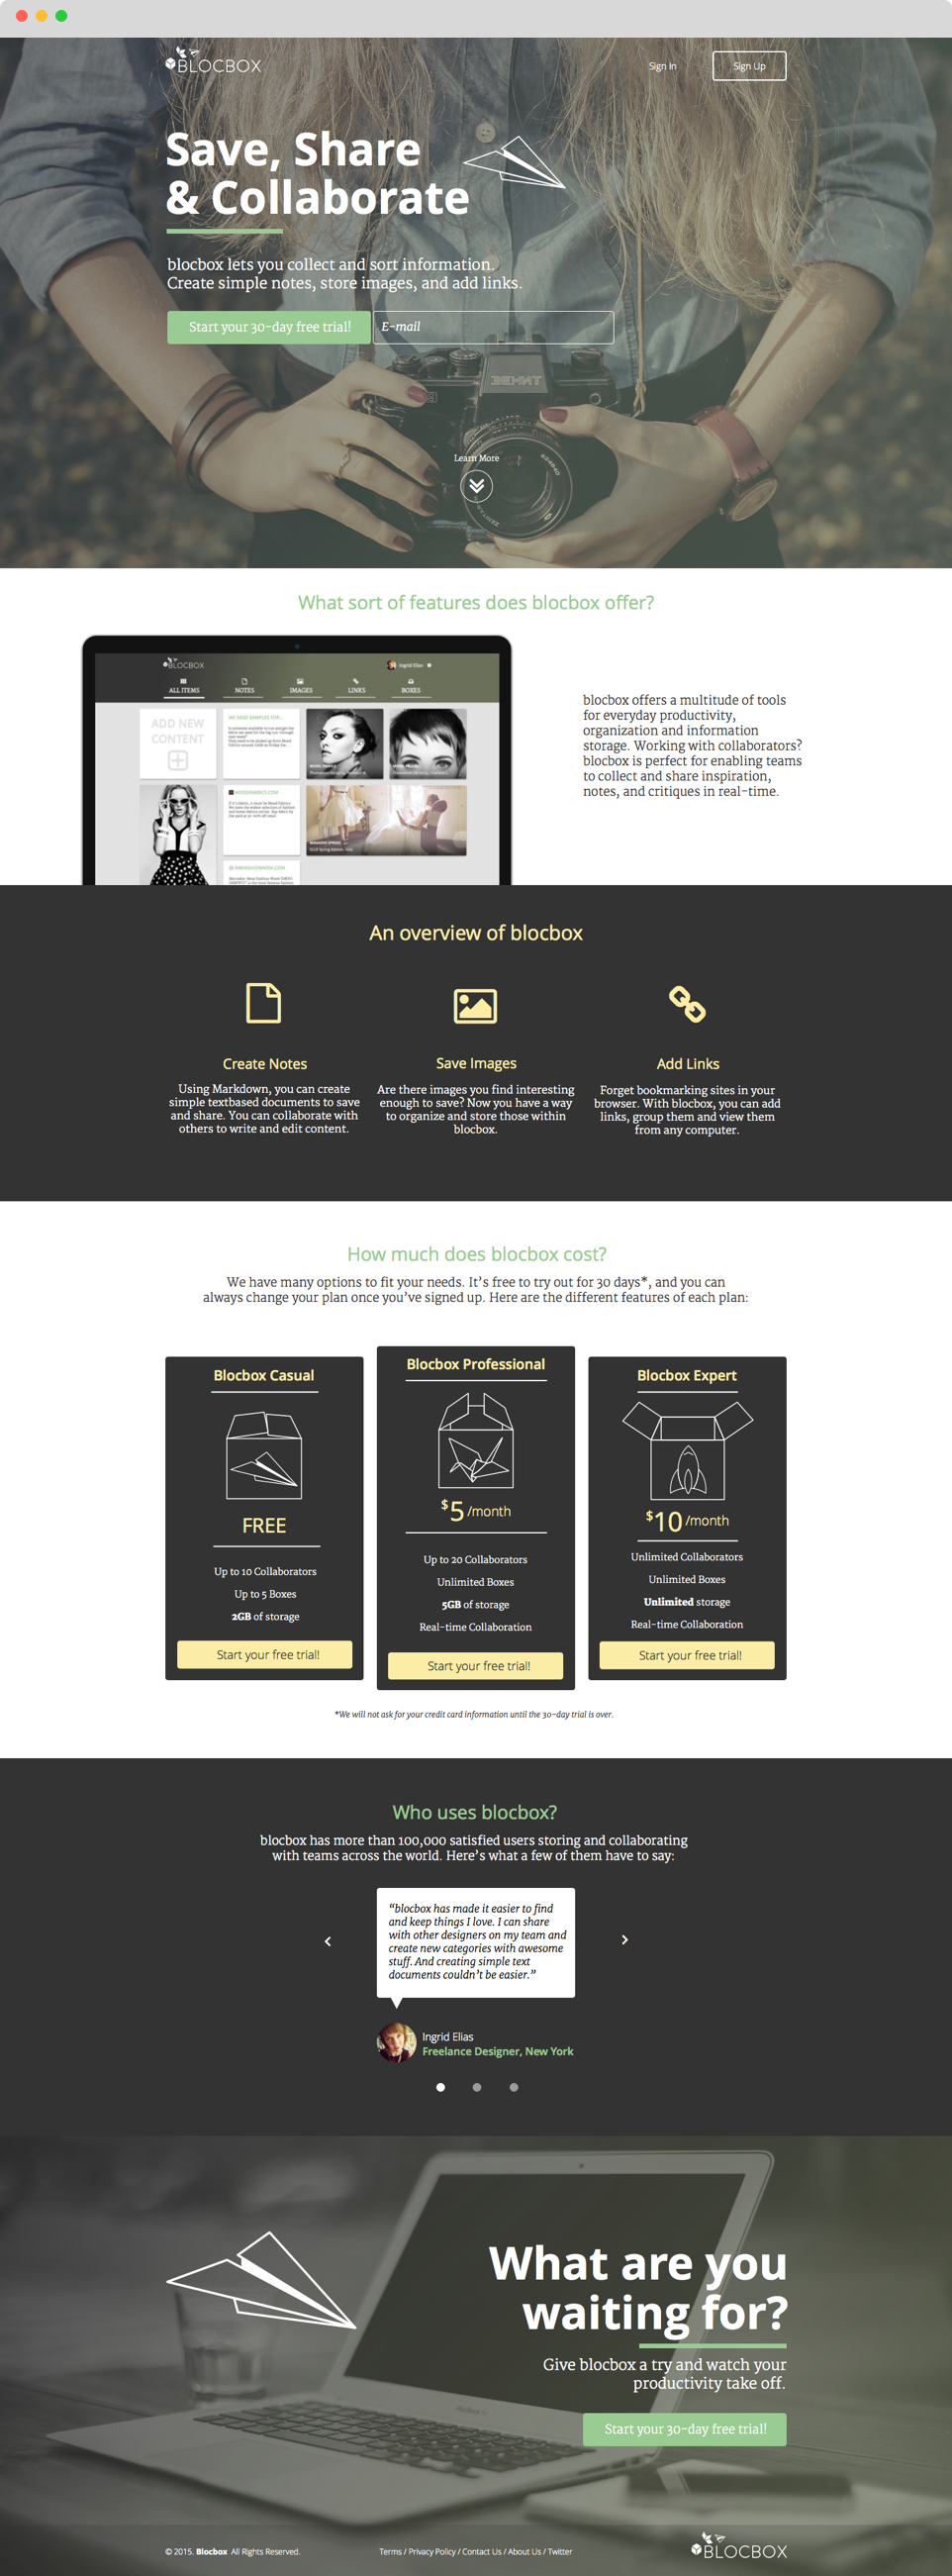 BLOCBOX
Sign In
Sign Up
Save, Share
& Collaborate
blocbox lets you collect and sort information.
Create simple notes, store images, and add links.
Start your 30-day free trial!
E-mail
ЗЕНИТ
Learn More
What sort of features does blocbox offer?
BLOCBOX
Ingrid Elias
ALL ITEMS
NOTES
IMAGES
LINKS
BOXES
ADD NEW
CONTENT
WE NEED SAMPLES FOR...
MOODFABRICS.COM
blocbox offers a multitude of tools
for everyday productivity,
organization and information
storage. Working with collaborators?
blocbox is perfect for enabling teams
to collect and share inspiration,
notes, and critiques in real-time.
An overview of blocbox
Create Notes
Using Markdown, you can create
simple textbased documents to save
and share. You can collaborate with
others to write and edit content.
Save Images
Are there images you find interesting
enough to save? Now you have a way
to organize and store those within
blocbox.
Add Links
Forget bookmarking sites in your
browser. With blocbox, you can add
links, group them and view them
from any computer.
How much does blocbox cost?
We have many options to fit your needs. It's free to try out for 30 days*, and you can
always change your plan once you've signed up. Here are the different features of each plan:
Blocbox Casual
FREE
Up to 10 Collaborators
Up to 5 Boxes
2GB of storage
Start your free trial!
Blocbox Professional
$5 /month
Up to 20 Collaborators
Unlimited Boxes
5GB of storage
Real-time Collaboration
Start your free trial!
Blocbox Expert
$10 /month
Unlimited Collaborators
Unlimited Boxes
Unlimited storage
Real-time Collaboration
Start your free trial!
*We will not ask for your credit card information until the 30-day trial is over.
Who uses blocbox?
blocbox has more than 100,000 satisfied users storing and collaborating
with teams across the world. Here's what a few of them have to say:
"blocbox has made it easier to find
and keep things I love. I can share
with other designers on my team and
create new categories with awesome
stuff. And creating simple text
documents couldn't be easier."
Ingrid Elias
Freelance Designer, New York
What are you
waiting for?
Give blocbox a try and watch your
productivity take off.
Start your 30-day free trial!
© 2015. Blocbox All Rights Reserved.
Terms / Privacy Policy / Contact Us / About Us / Twitter
BLOCBOX